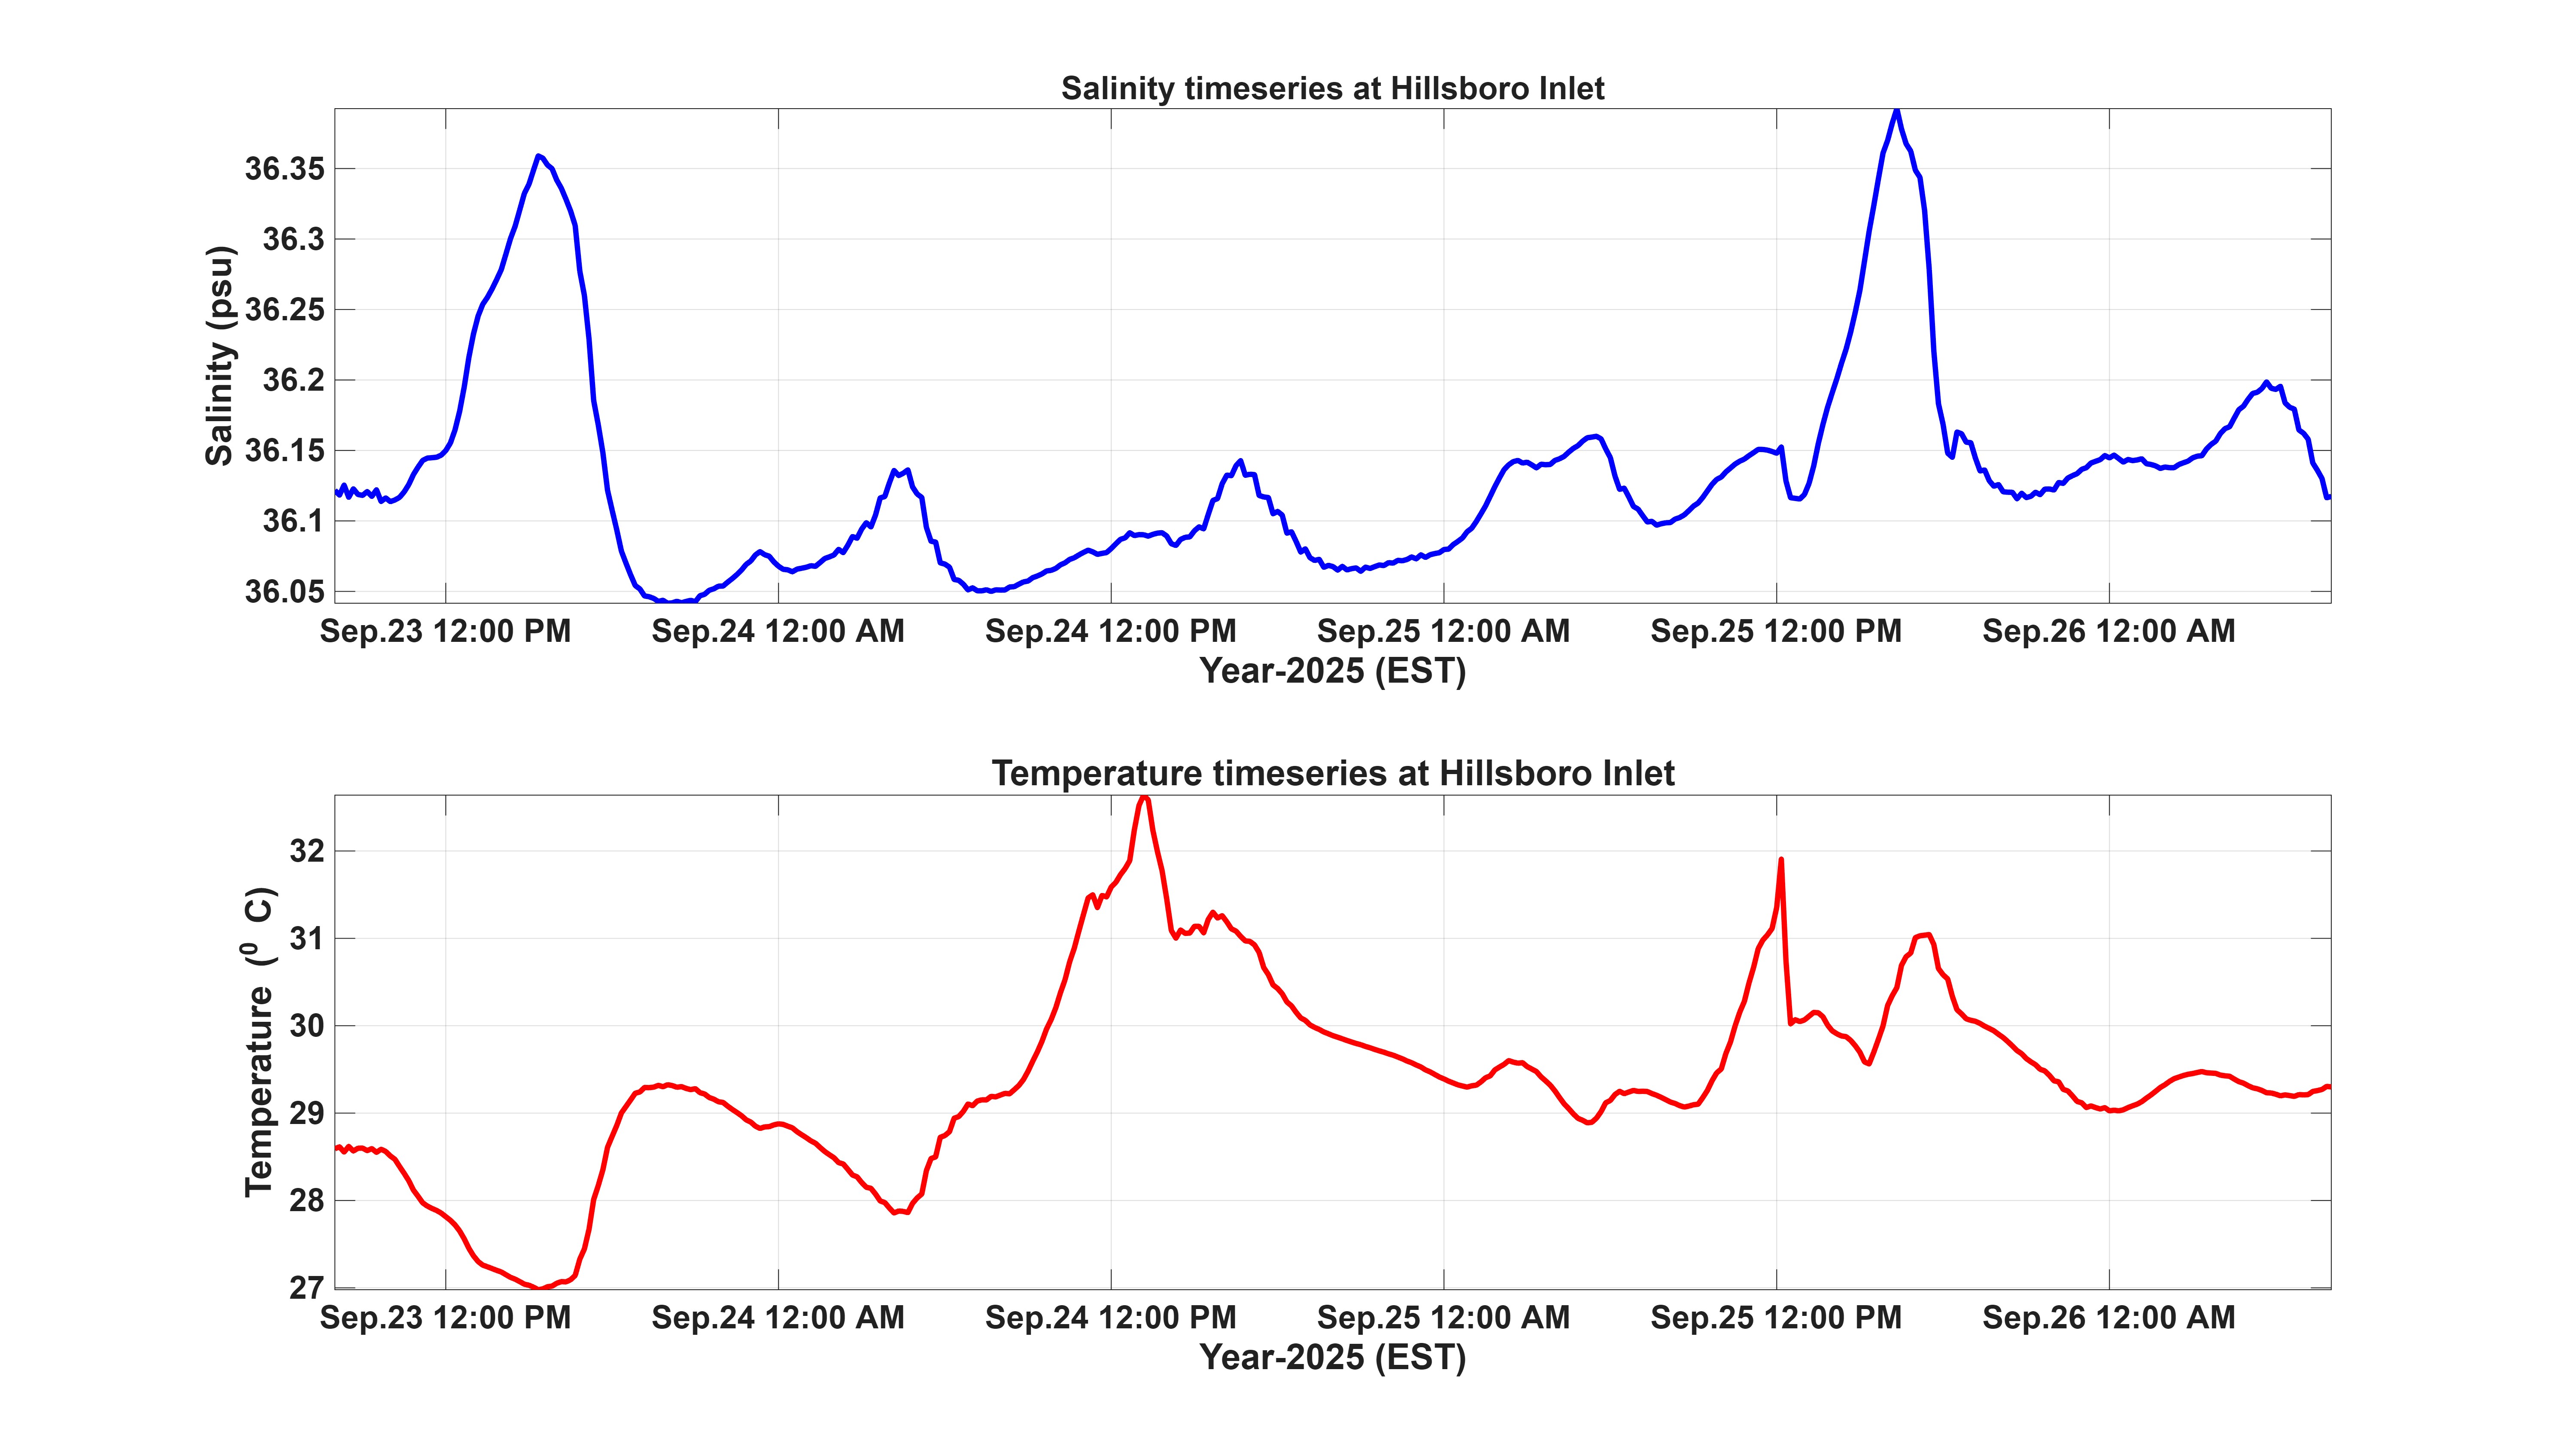 Salinity timeseries at Hillsboro Inlet
Salinity (psu)
36.35
36.3
36.25
36.2
36.15
36.1
36.05
Sep.23 12:00 PM Sep.24 12:00 AM Sep.24 12:00 PM Sep.25 12:00 AM Sep.25 12:00 PM Sep.26 12:00 AM
Year-2025 (EST)
Temperature timeseries at Hillsboro Inlet
Temperature (⁰ C)
32
31
30
29
28
27
Sep.23 12:00 PM Sep.24 12:00 AM Sep.24 12:00 PM Sep.25 12:00 AM Sep.25 12:00 PM Sep.26 12:00 AM
Year-2025 (EST)